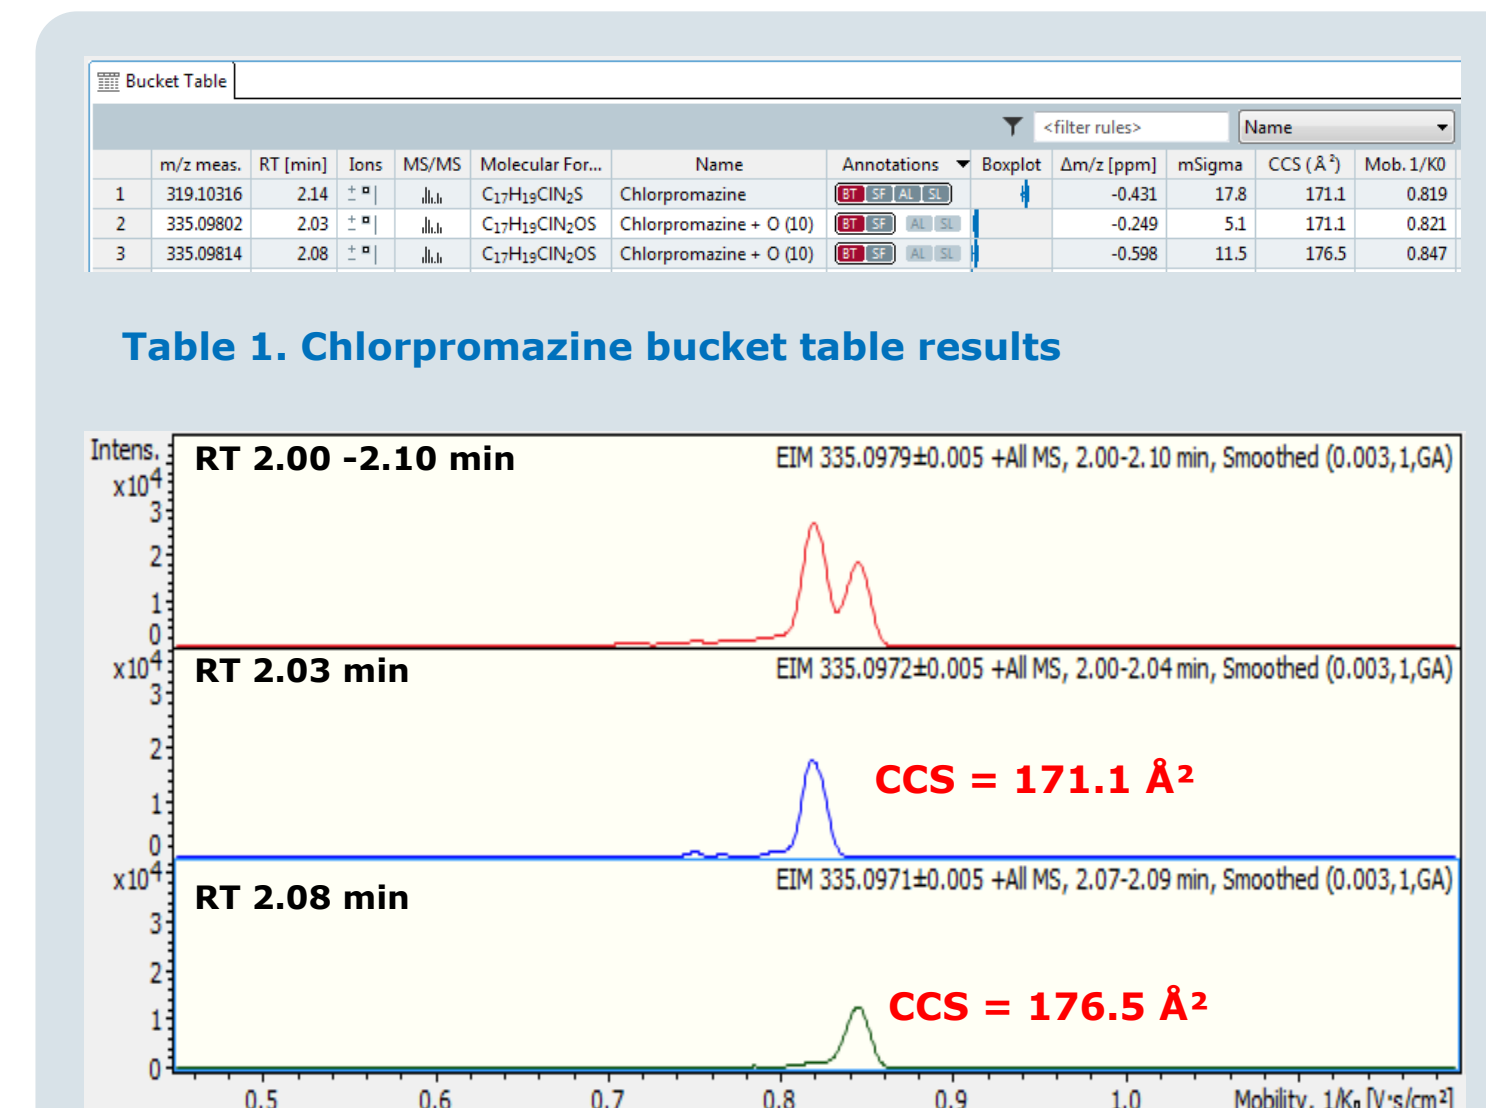 Bucket Table
<filter rules> Name
m/z meas. RT [min] Ions MS/MS Molecular For... Name Annotations Boxplot Δm/z [ppm] mSigma CCS (Å²) Mob. 1/K0
1 319.10316 2.14 C17H19ClN2S Chlorpromazine BT SF AL SL -0.431 17.8 171.1 0.819
2 335.09802 2.03 C17H19ClN2OS Chlorpromazine + O (10) BT SF AL SL -0.249 5.1 171.1 0.821
3 335.09814 2.08 C17H19ClN2OS Chlorpromazine + O (10) BT SF AL SL -0.598 11.5 176.5 0.847
Table 1. Chlorpromazine bucket table results
Intens.
x10⁴
RT 2.00 -2.10 min
EIM 335.0979±0.005 +All MS, 2.00-2.10 min, Smoothed (0.003,1,GA)
3
2
1
0
x10⁴
RT 2.03 min
EIM 335.0972±0.005 +All MS, 2.00-2.04 min, Smoothed (0.003,1,GA)
3
2
CCS = 171.1 Å²
1
0
x10⁴
RT 2.08 min
EIM 335.0971±0.005 +All MS, 2.07-2.09 min, Smoothed (0.003,1,GA)
3
2
CCS = 176.5 Å²
1
0
0.5 0.6 0.7 0.8 0.9 1.0 Mobility, 1/K₀ [V·s/cm²]